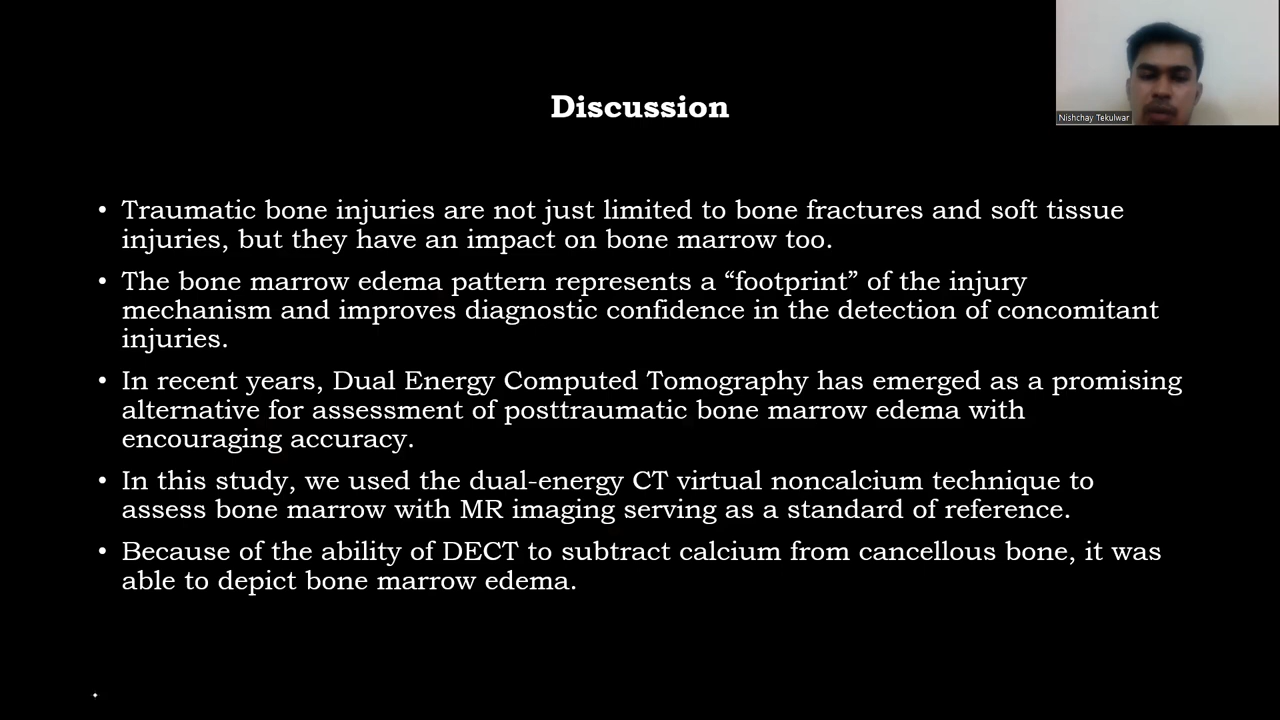 Discussion
Nishchay Tekulwar
• Traumatic bone injuries are not just limited to bone fractures and soft tissue
injuries, but they have an impact on bone marrow too.
• The bone marrow edema pattern represents a “footprint” of the injury
mechanism and improves diagnostic confidence in the detection of concomitant
injuries.
• In recent years, Dual Energy Computed Tomography has emerged as a promising
alternative for assessment of posttraumatic bone marrow edema with
encouraging accuracy.
• In this study, we used the dual-energy CT virtual noncalcium technique to
assess bone marrow with MR imaging serving as a standard of reference.
• Because of the ability of DECT to subtract calcium from cancellous bone, it was
able to depict bone marrow edema.